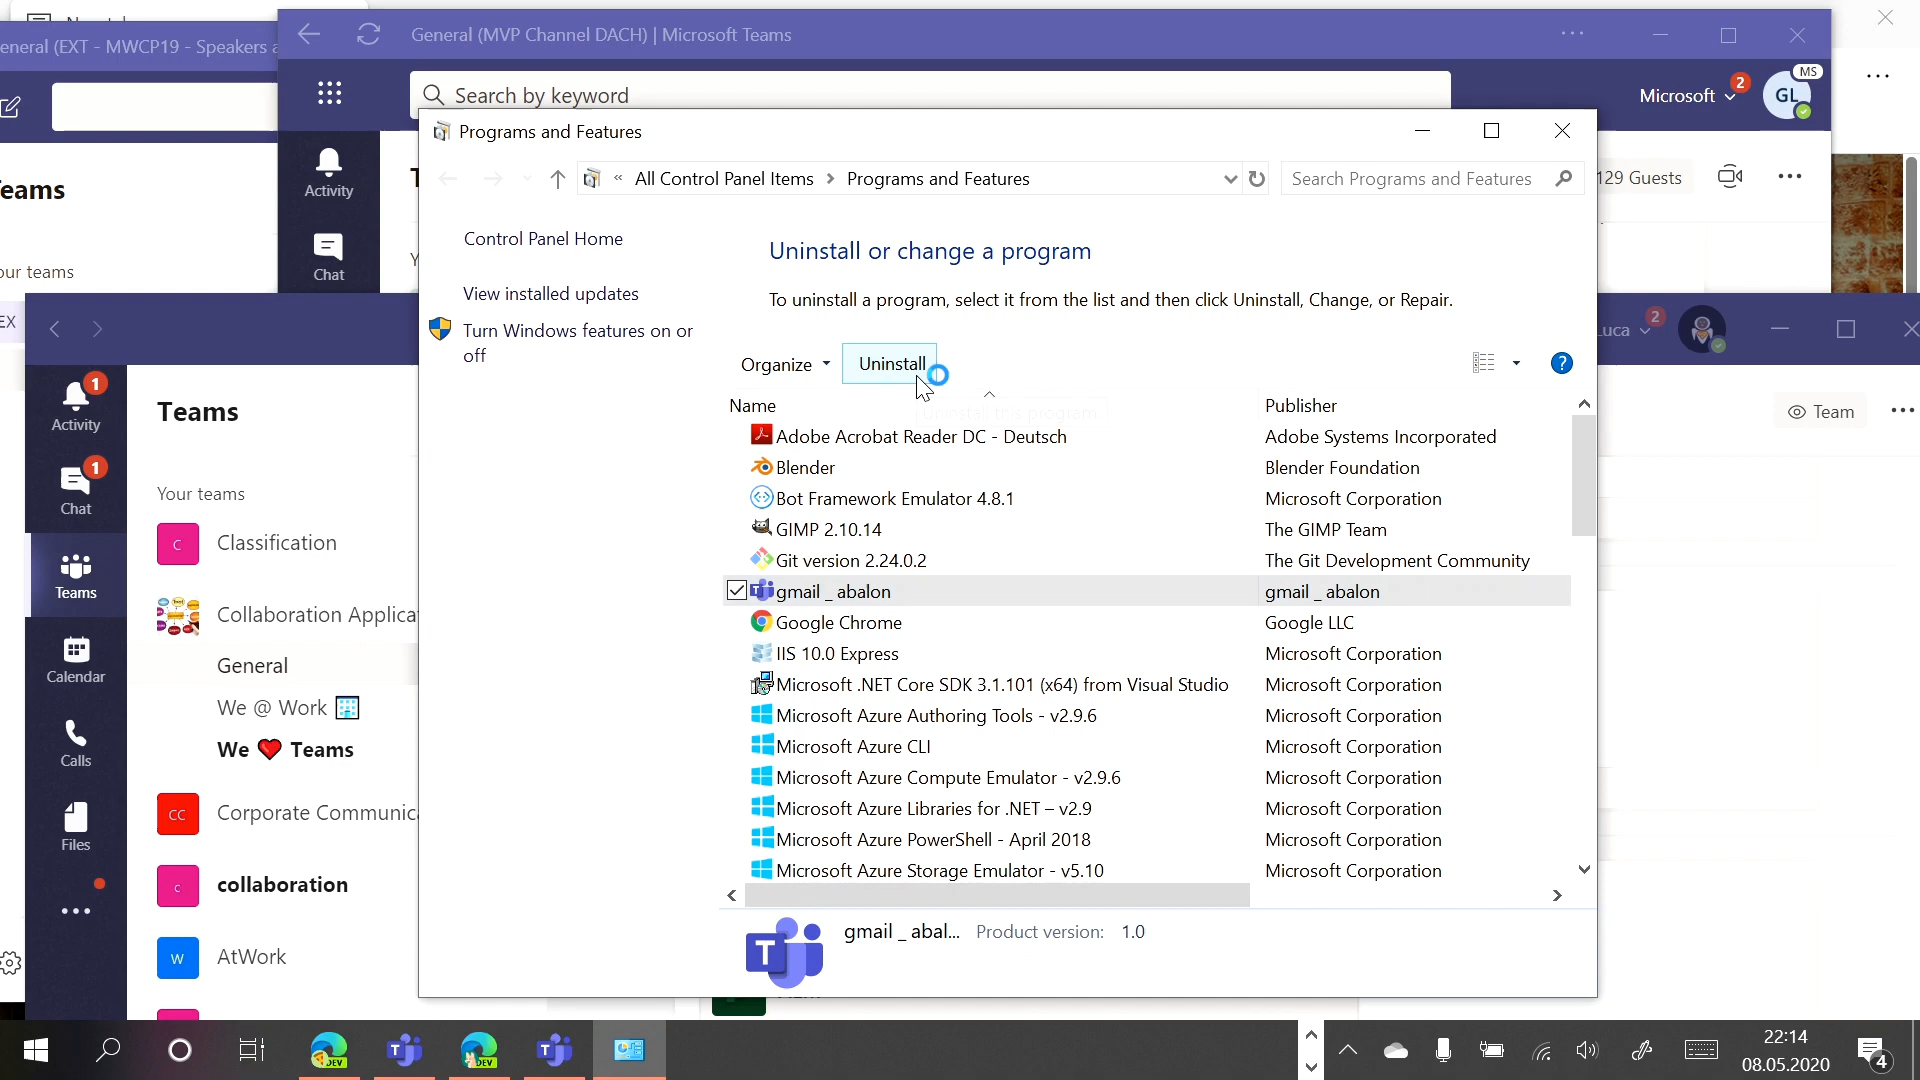 eneral (EXT - MWCP19 - Speakers a
General (MVP Channel DACH) | Microsoft Teams
Search by keyword
Microsoft
2
MS
GL
Activity
Chat
129 Guests
eams
our teams
EX
Programs and Features
« All Control Panel Items > Programs and Features
Search Programs and Features
Control Panel Home
View installed updates
Turn Windows features on or
off
Uninstall or change a program
To uninstall a program, select it from the list and then click Uninstall, Change, or Repair.
Organize
Uninstall
Uninstall this program
?
Name
Publisher
Adobe Acrobat Reader DC - Deutsch Adobe Systems Incorporated
Blender Blender Foundation
Bot Framework Emulator 4.8.1 Microsoft Corporation
GIMP 2.10.14 The GIMP Team
Git version 2.24.0.2 The Git Development Community
gmail _ abalon gmail _ abalon
Google Chrome Google LLC
IIS 10.0 Express Microsoft Corporation
Microsoft .NET Core SDK 3.1.101 (x64) from Visual Studio Microsoft Corporation
Microsoft Azure Authoring Tools - v2.9.6 Microsoft Corporation
Microsoft Azure CLI Microsoft Corporation
Microsoft Azure Compute Emulator - v2.9.6 Microsoft Corporation
Microsoft Azure Libraries for .NET – v2.9 Microsoft Corporation
Microsoft Azure PowerShell - April 2018 Microsoft Corporation
Microsoft Azure Storage Emulator - v5.10 Microsoft Corporation
T
gmail _ abal... Product version: 1.0
Luca
2
Team
1
Activity
1
Chat
Teams
Calendar
Calls
Files
Teams
Your teams
C
Classification
Collaboration Applica
General
We @ Work
We ❤ Teams
CC
Corporate Communica
c
collaboration
W
AtWork
DEV
DEV
22:14
08.05.2020
4